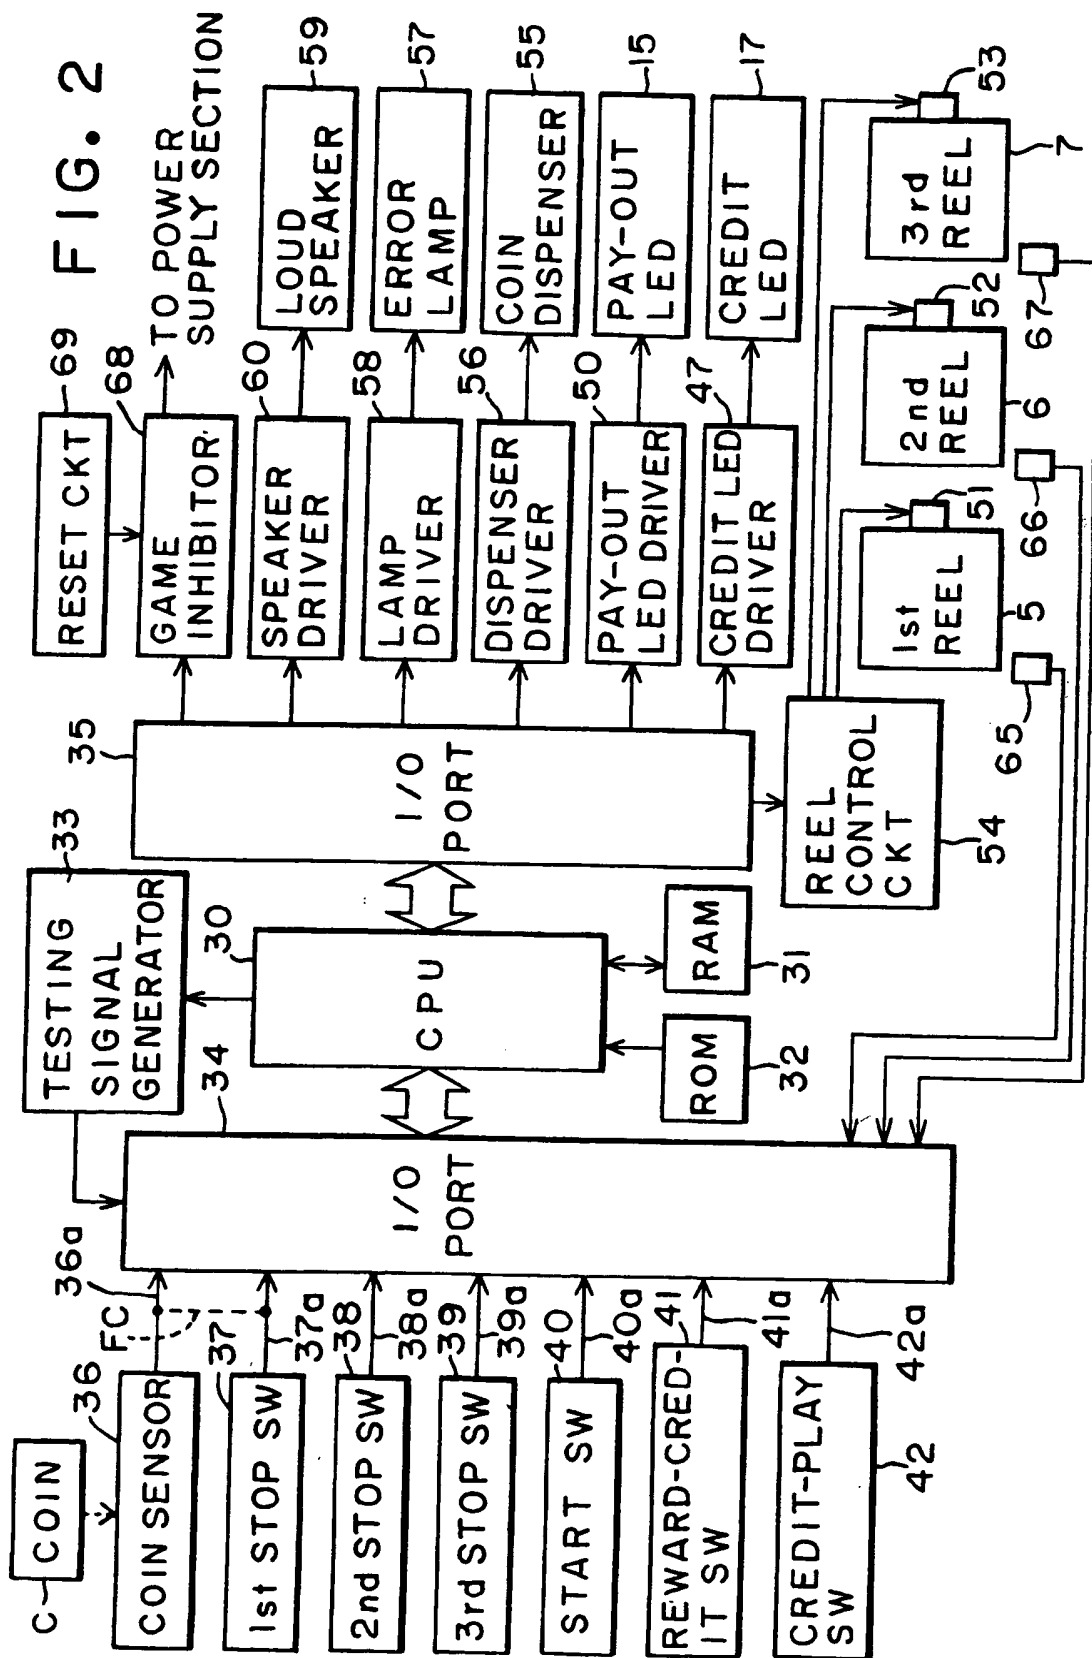 FIG. 2
C
COIN
36
COIN SENSOR
FC
36a
37
1st STOP SW
37a
38
2nd STOP SW
38a
39
3rd STOP SW
39a
40
START SW
40a
41
REWARD-CRED-
IT SW
41a
CREDIT-PLAY
SW
42
42a
34
I/O
PORT
33
TESTING
SIGNAL
GENERATOR
30
CPU
ROM
32
RAM
31
35
I/O
PORT
69
RESET CKT
68
GAME
INHIBITOR
TO POWER
SUPPLY SECTION
60
SPEAKER
DRIVER
59
LOUD
SPEAKER
58
LAMP
DRIVER
57
ERROR
LAMP
56
DISPENSER
DRIVER
55
COIN
DISPENSER
50
PAY-OUT
LED DRIVER
15
PAY-OUT
LED
47
CREDIT LED
DRIVER
17
CREDIT
LED
REEL
CONTROL
CKT
54
1st
REEL
5
51
65
2nd
REEL
6
52
66
3rd
REEL
7
53
67